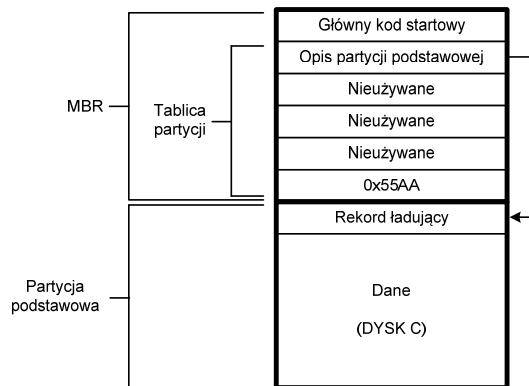 Główny kod startowy
Opis partycji podstawowej
Nieużywane
Nieużywane
Nieużywane
0x55AA
MBR
Tablica
partycji
Rekord ładujący
Partycja
podstawowa
Dane
(DYSK C)